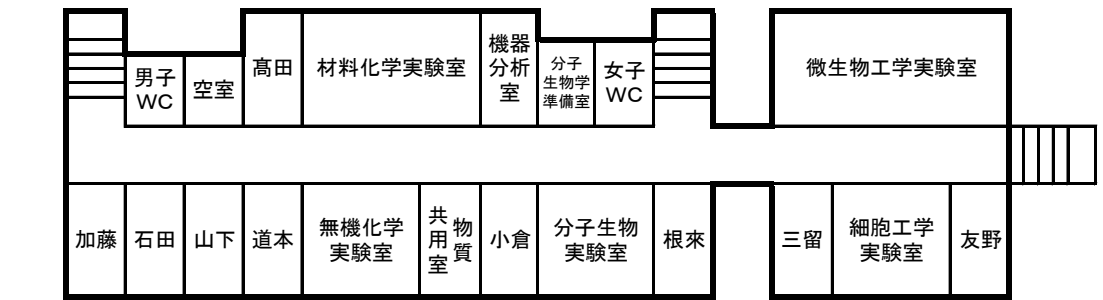 男子
WC
空室
髙田
材料化学実験室
機器
分析
室
分子
生物学
準備室
女子
WC
微生物工学実験室
加藤
石田
山下
道本
無機化学
実験室
物質
共用室
小倉
分子生物
実験室
根來
三留
細胞工学
実験室
友野